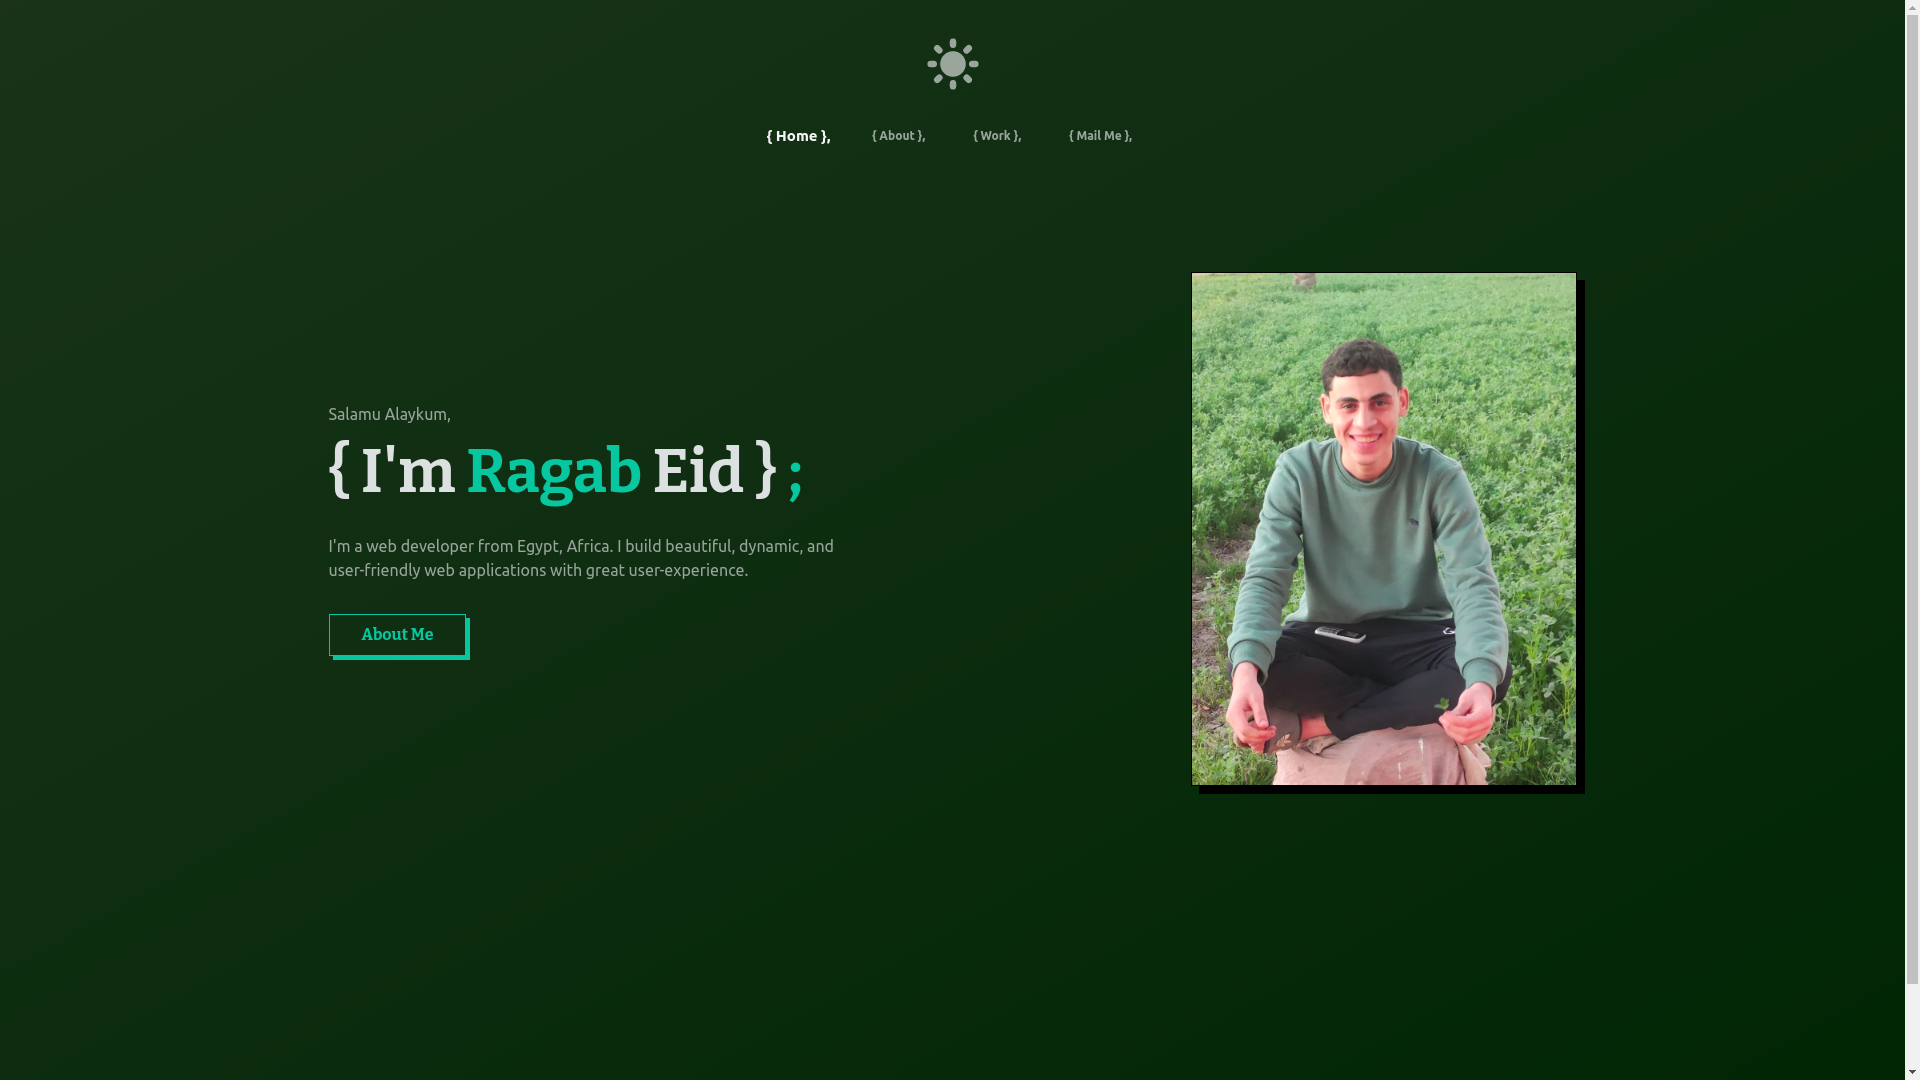 { Home }, { About }, { Work }, { Mail Me },
Salamu Alaykum,
{ I'm Ragab Eid } ;
I'm a web developer from Egypt, Africa. I build beautiful, dynamic, and
user-friendly web applications with great user-experience.
About Me